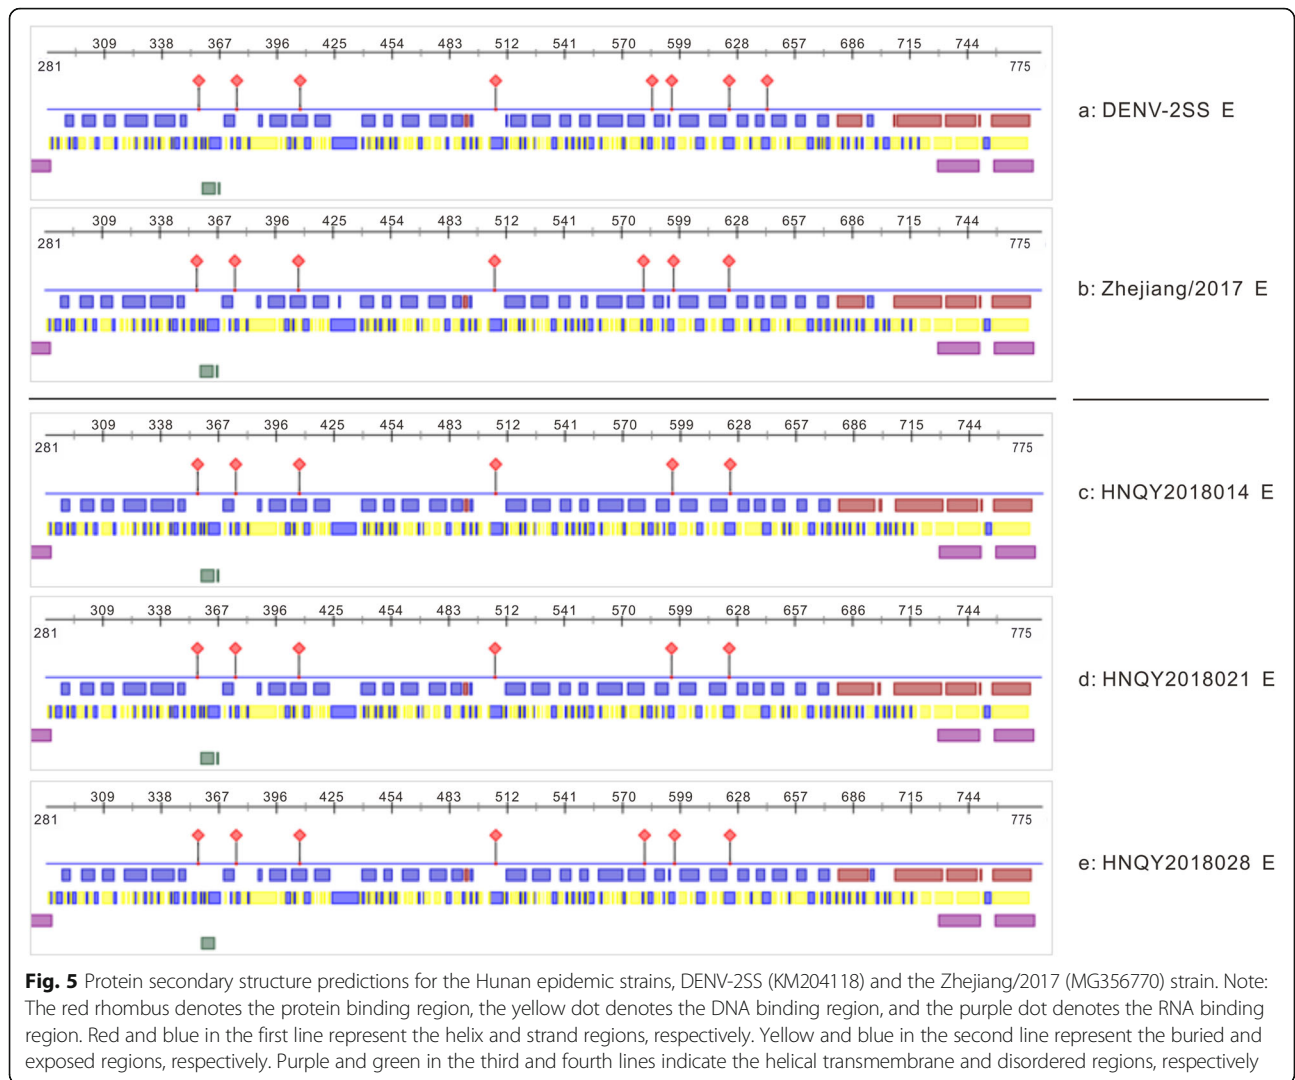 309 338 367 396 425 454 483 512 541 570 599 628 657 686 715 744
281 775
a: DENV-2SS E
309 338 367 396 425 454 483 512 541 570 599 628 657 686 715 744
281 775
b: Zhejiang/2017 E
309 338 367 396 425 454 483 512 541 570 599 628 657 686 715 744
281 775
c: HNQY2018014 E
309 338 367 396 425 454 483 512 541 570 599 628 657 686 715 744
281 775
d: HNQY2018021 E
309 338 367 396 425 454 483 512 541 570 599 628 657 686 715 744
281 775
e: HNQY2018028 E
Fig. 5 Protein secondary structure predictions for the Hunan epidemic strains, DENV-2SS (KM204118) and the Zhejiang/2017 (MG356770) strain. Note:
The red rhombus denotes the protein binding region, the yellow dot denotes the DNA binding region, and the purple dot denotes the RNA binding
region. Red and blue in the first line represent the helix and strand regions, respectively. Yellow and blue in the second line represent the buried and
exposed regions, respectively. Purple and green in the third and fourth lines indicate the helical transmembrane and disordered regions, respectively